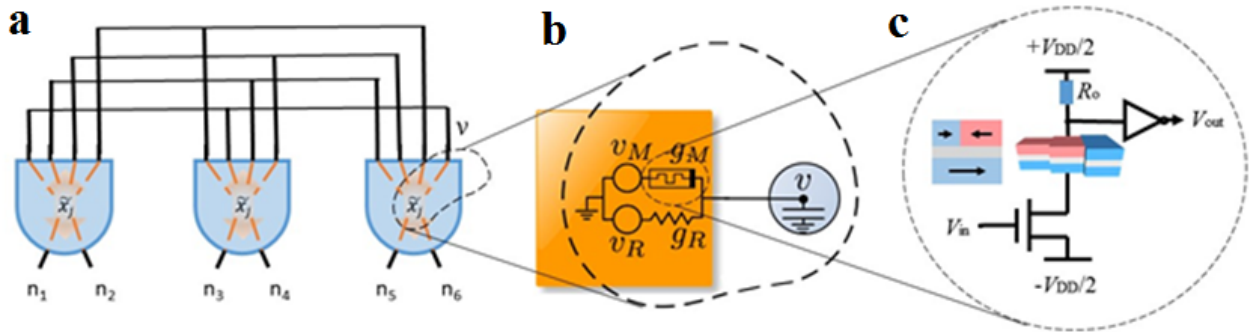 a
b
c
v
x̃j
x̃j
x̃j
n1
n2
n3
n4
n5
n6
vM
gM
vR
gR
v
+VDD/2
Ro
Vout
Vin
-VDD/2